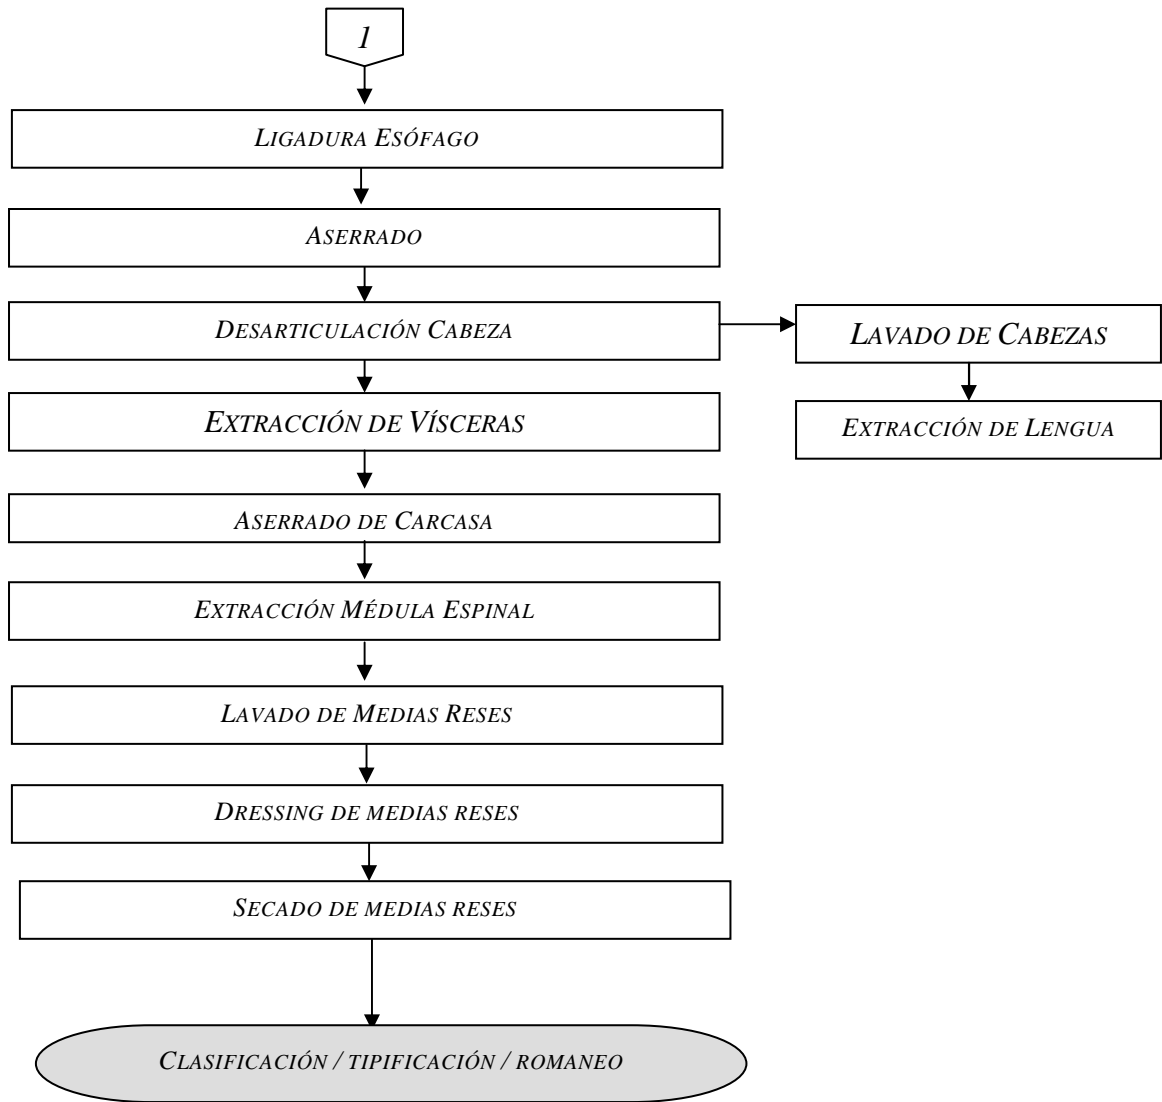 1
LIGADURA ESÓFAGO
ASERRADO
DESARTICULACIÓN CABEZA
LAVADO DE CABEZAS
EXTRACCIÓN DE VÍSCERAS
EXTRACCIÓN DE LENGUA
ASERRADO DE CARCASA
EXTRACCIÓN MÉDULA ESPINAL
LAVADO DE MEDIAS RESES
DRESSING DE MEDIAS RESES
SECADO DE MEDIAS RESES
CLASIFICACIÓN / TIPIFICACIÓN / ROMANEO